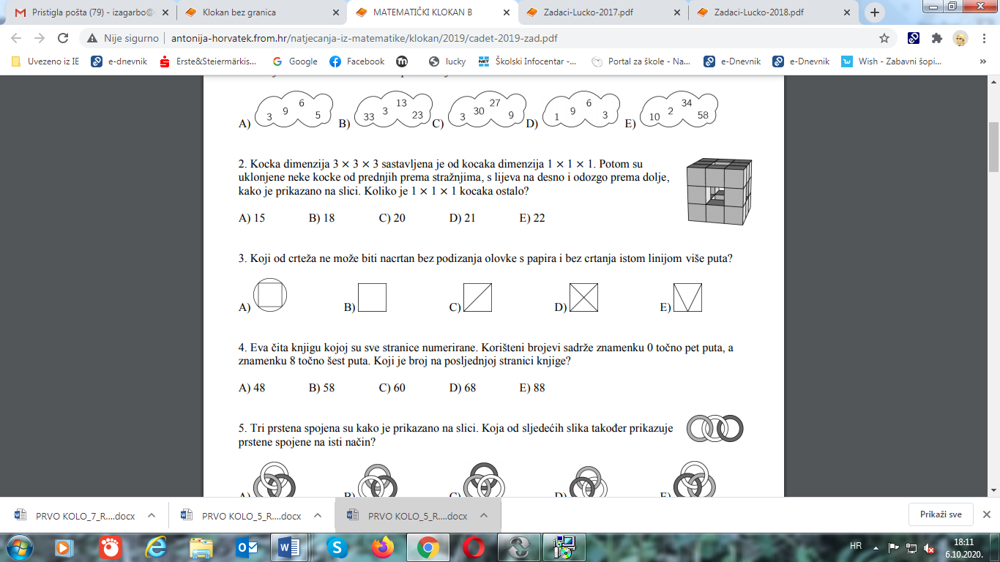 Pristigla pošta (79) - izagarbo@
Klokan bez granica
MATEMATIČKI KLOKAN B
Zadaci-Lucko-2017.pdf
Zadaci-Lucko-2018.pdf
Nije sigurno | antonija-horvatek.from.hr/natjecanja-iz-matematike/klokan/2019/cadet-2019-zad.pdf
Uvezeno iz IE
e-dnevnik
Erste&Steiermärkis...
Google
Facebook
lucky
Školski Infocentar -...
Portal za škole - Na...
e-Dnevnik
e-Dnevnik
Wish - Zabavni šopi...
»
A) 3 9 6 5 B) 33 3 13 23 C) 3 30 27 9 D) 1 9 6 3 E) 10 2 34 58
2. Kocka dimenzija 3 × 3 × 3 sastavljena je od kocaka dimenzija 1 × 1 × 1. Potom su
uklonjene neke kocke od prednjih prema stražnjima, s lijeva na desno i odozgo prema dolje,
kako je prikazano na slici. Koliko je 1 × 1 × 1 kocaka ostalo?
A) 15 B) 18 C) 20 D) 21 E) 22
3. Koji od crteža ne može biti nacrtan bez podizanja olovke s papira i bez crtanja istom linijom više puta?
A) B) C) D) E)
4. Eva čita knjigu kojoj su sve stranice numerirane. Korišteni brojevi sadrže znamenku 0 točno pet puta, a
znamenku 8 točno šest puta. Koji je broj na posljednjoj stranici knjige?
A) 48 B) 58 C) 60 D) 68 E) 88
5. Tri prstena spojena su kako je prikazano na slici. Koja od sljedećih slika također prikazuje
prstene spojene na isti način?
A) B) C) D) E)
PRVO KOLO_7_R....docx
PRVO KOLO_5_R....docx
PRVO KOLO_5_R....docx
Prikaži sve
HR
18:11
6.10.2020.